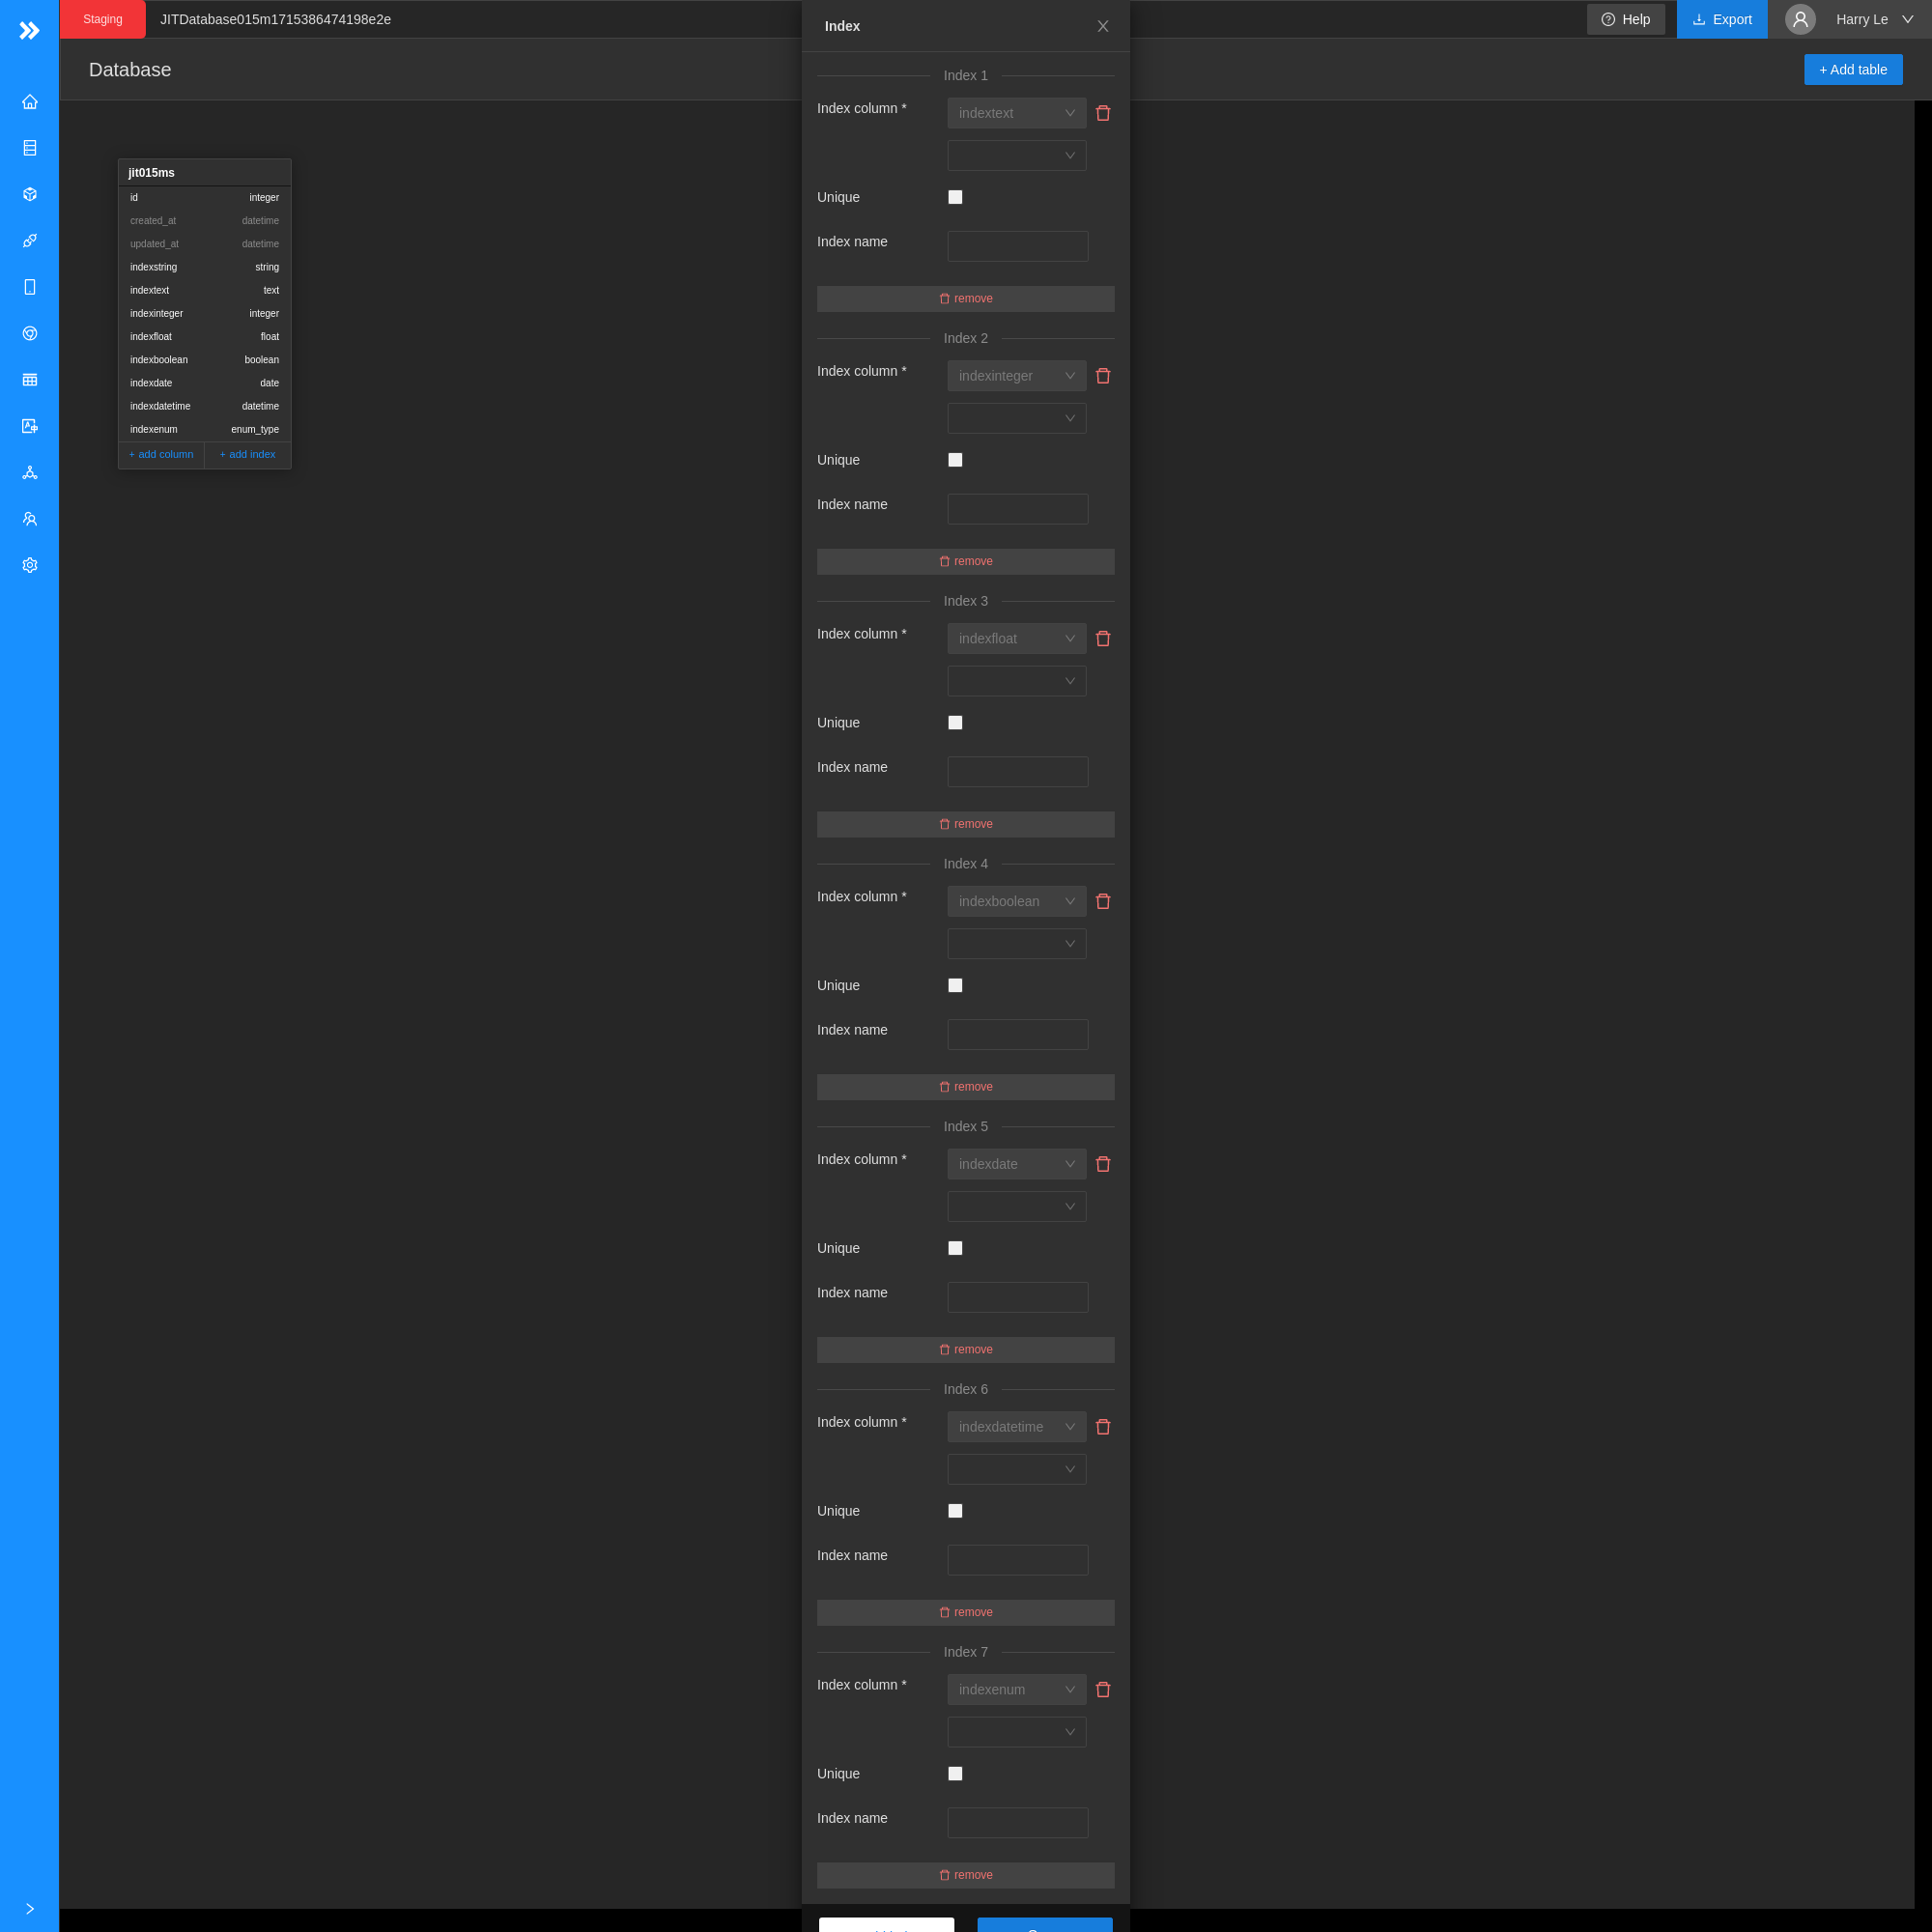 Staging
JITDatabase015m1715386474198e2e
Help
Export
Harry Le
Database
+ Add table
jit015ms
id integer
created_at datetime
updated_at datetime
indexstring string
indextext text
indexinteger integer
indexfloat float
indexboolean boolean
indexdate date
indexdatetime datetime
indexenum enum_type
+ add column + add index
Index
Index 1
Index column * indextext
Unique
Index name
remove
Index 2
Index column * indexinteger
Unique
Index name
remove
Index 3
Index column * indexfloat
Unique
Index name
remove
Index 4
Index column * indexboolean
Unique
Index name
remove
Index 5
Index column * indexdate
Unique
Index name
remove
Index 6
Index column * indexdatetime
Unique
Index name
remove
Index 7
Index column * indexenum
Unique
Index name
remove